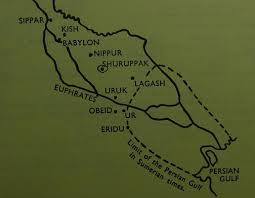 SIPPAR
KISH
BABYLON
NIPPUR
SHURUPPAK
LAGASH
EUPHRATES
URUK
OBEID
UR
ERIDU
Limit of the Persian Gulf
in Sumerian times.
PERSIAN
GULF